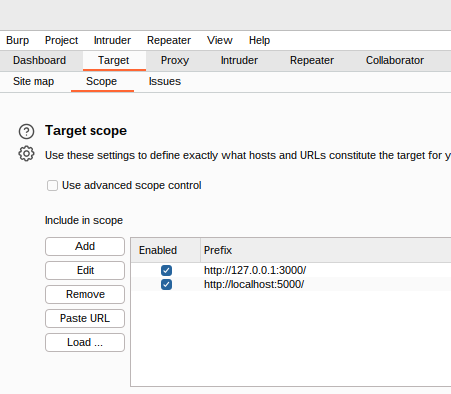 Burp Project Intruder Repeater View Help
Dashboard Target Proxy Intruder Repeater Collaborator
Site map Scope Issues
Target scope
Use these settings to define exactly what hosts and URLs constitute the target for
Use advanced scope control
Include in scope
Add
Edit
Remove
Paste URL
Load ...
Enabled Prefix
http://127.0.0.1:3000/
http://localhost:5000/